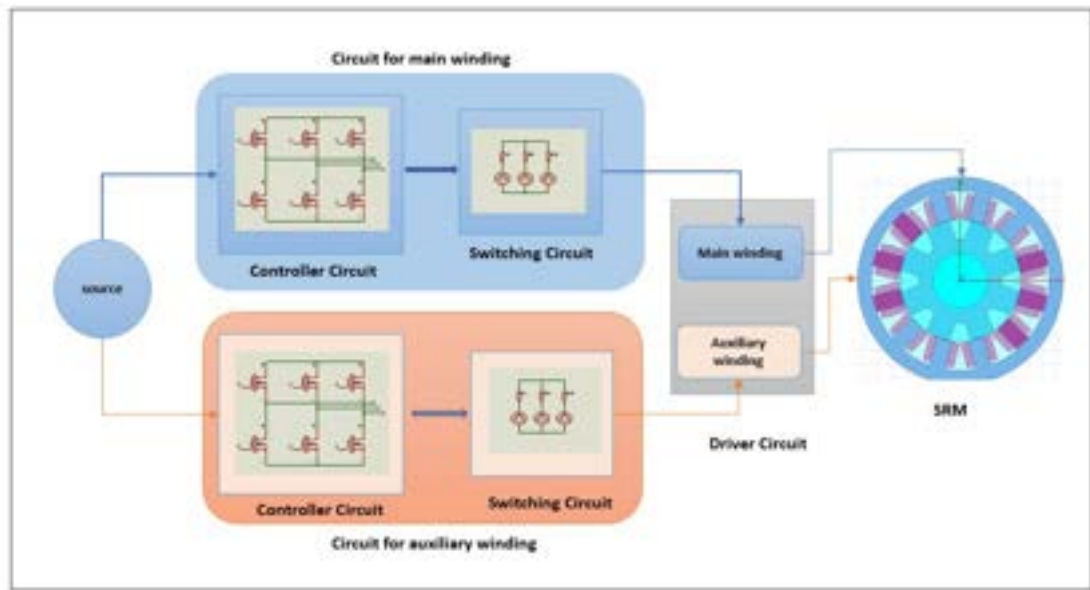 Circuit for main winding
Controller Circuit
Switching Circuit
source
Main winding
Auxiliary
winding
Driver Circuit
SRM
Controller Circuit
Switching Circuit
Circuit for auxiliary winding